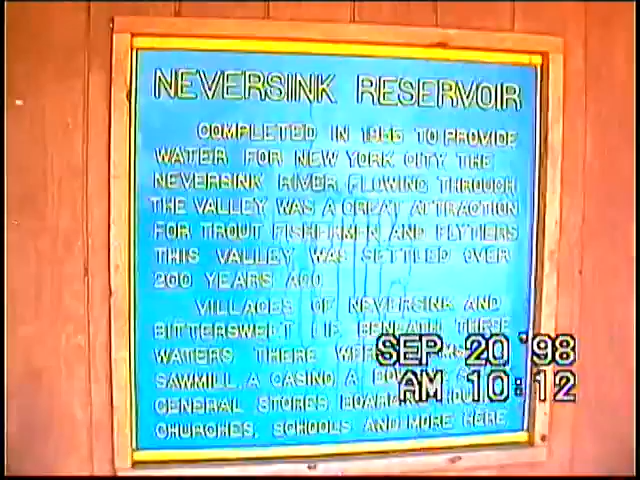 NEVERSINK RESERVOIR
COMPLETED IN 1955 TO PROVIDE
WATER FOR NEW YORK CITY THE
NEVERSINK RIVER FLOWING THROUGH
THE VALLEY WAS A GREAT ATTRACTION
FOR TROUT FISHERMEN AND FLYTIERS
THIS VALLEY WAS SETTLED OVER
200 YEARS AGO.
VILLAGES OF NEVERSINK AND
BITTERSWEET LIE BENEATH THESE
WATERS THERE WERE
SAWMILL, A CASINO A
GENERAL STORES,
CHURCHES, SCHOOLS AND MORE HERE.
SEP 20 '98
AM 10:12